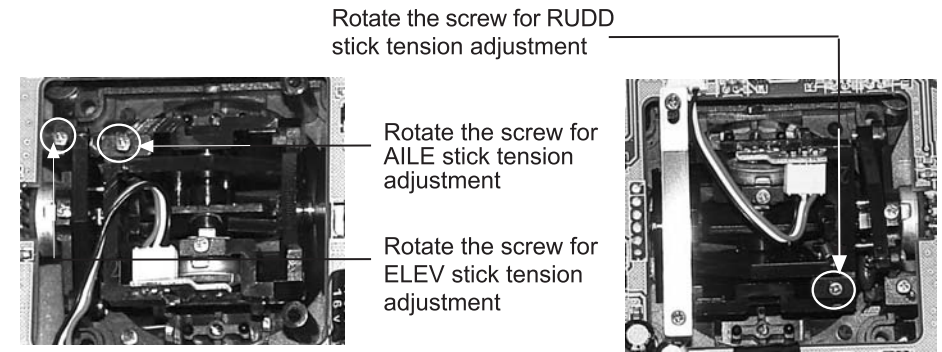 Rotate the screw for RUDD
stick tension adjustment
Rotate the screw for
AILE stick tension
adjustment
Rotate the screw for
ELEV stick tension
adjustment